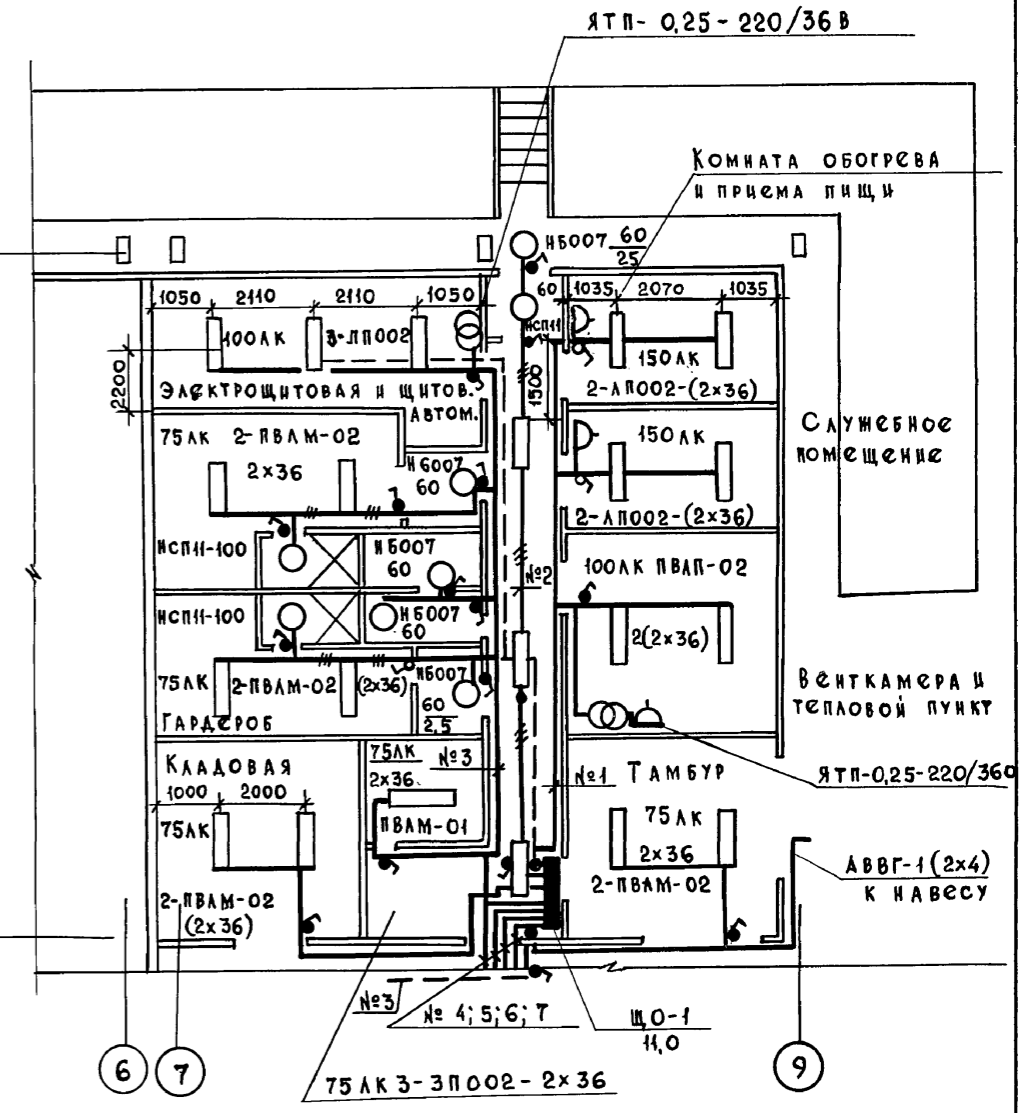 ЯТП- 0,25 - 220/36 В
КОМНАТА ОБОГРЕВА
И ПРИЕМА ПИЩИ
НБ007 60
25
1050 2110 2110 1050
60 1035 2070 1035
НСП11
100ЛК 3-ЛП002
150ЛК
2-ЛП002-(2×36)
2200
1500
ЭЛЕКТРОЩИТОВАЯ И ЩИТОВ.
АВТОМ.
75ЛК 2-ПВЛМ-02
2×36
НБ007
60
150ЛК
2-ЛП002-(2×36)
СЛУЖЕБНОЕ
ПОМЕЩЕНИЕ
НСП11-100
НБ007
60
№2
100ЛК ПВЛП-02
НСП11-100
НБ007
60
2(2×36)
75ЛК 2-ПВЛМ-02 (2×36)
НБ007
60
2,5
ГАРДЕРОБ
ВЕНТКАМЕРА И
ТЕПЛОВОЙ ПУНКТ
КЛАДОВАЯ
1000 2000
75ЛК
75ЛК
2×36
ПВЛМ-01
№3
№1
ТАМБУР
ЯТП-0,25-220/360
75ЛК
2×36
2-ПВЛМ-02
2-ПВЛМ-02
(2×36)
АВВГ-1(2×4)
К НАВЕСУ
№3
№ 4; 5; 6; 7
ЩО-1
11,0
6 7 9
75ЛК 3-ЗП002-2×36